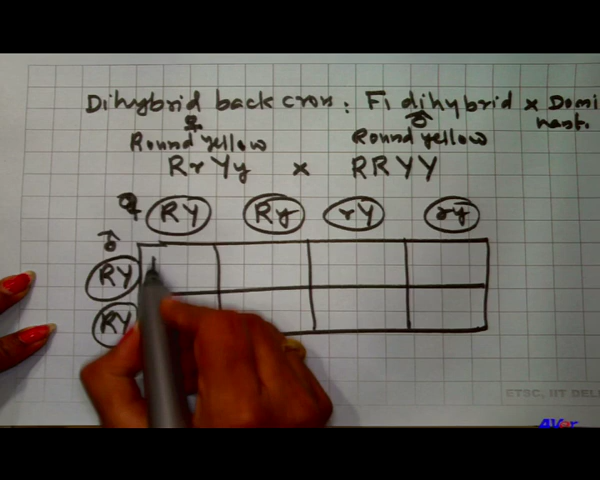 Dihybrid back cross : F1 dihybrid × Domi
nant.
♀ ♂
Round yellow Round yellow
RrYy × RRYY
♀ RY Ry rY ry
♂
RY
RY
ETSC, IIT DEL
AVer